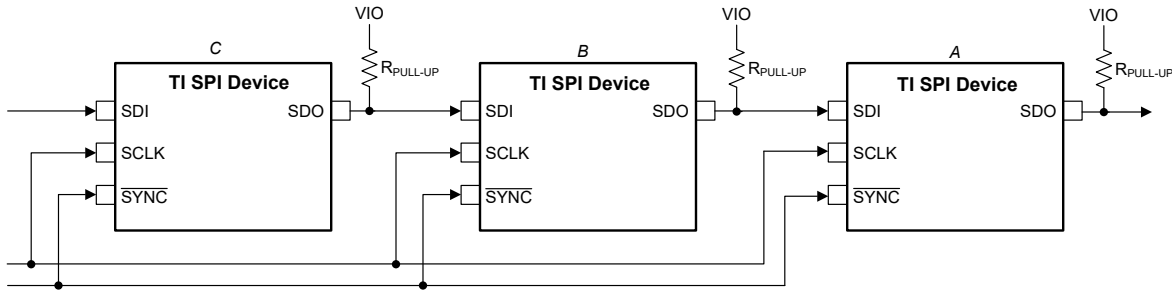 VIO
VIO
VIO
C
B
A
RPULL-UP
RPULL-UP
RPULL-UP
TI SPI Device
TI SPI Device
TI SPI Device
SDI
SDO
SDI
SDO
SDI
SDO
SCLK
SCLK
SCLK
SYNC
SYNC
SYNC